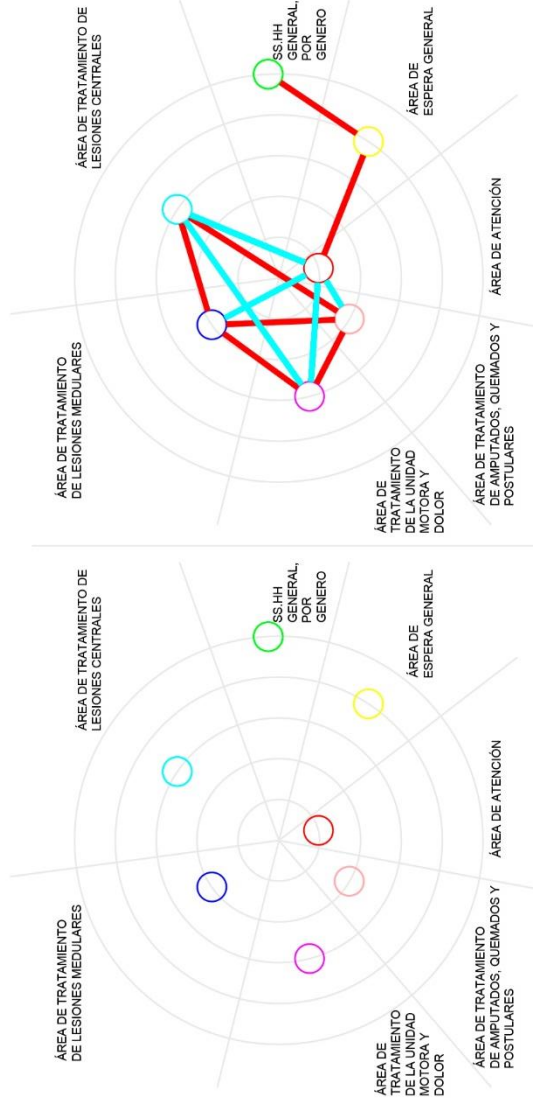 ÁREA DE TRATAMIENTO
DE LESIONES MEDULARES
ÁREA DE TRATAMIENTO DE
LESIONES CENTRALES
SS.HH
GENERAL,
POR
GENERO
ÁREA DE
TRATAMIENTO
DE LA UNIDAD
MOTORA Y
DOLOR
ÁREA DE
ESPERA GENERAL
ÁREA DE TRATAMIENTO
DE AMPUTADOS, QUEMADOS Y
POSTULARES
ÁREA DE ATENCIÓN
ÁREA DE TRATAMIENTO
DE LESIONES MEDULARES
ÁREA DE TRATAMIENTO DE
LESIONES CENTRALES
SS.HH
GENERAL,
POR
GENERO
ÁREA DE
TRATAMIENTO
DE LA UNIDAD
MOTORA Y
DOLOR
ÁREA DE
ESPERA GENERAL
ÁREA DE TRATAMIENTO
DE AMPUTADOS, QUEMADOS Y
POSTULARES
ÁREA DE ATENCIÓN